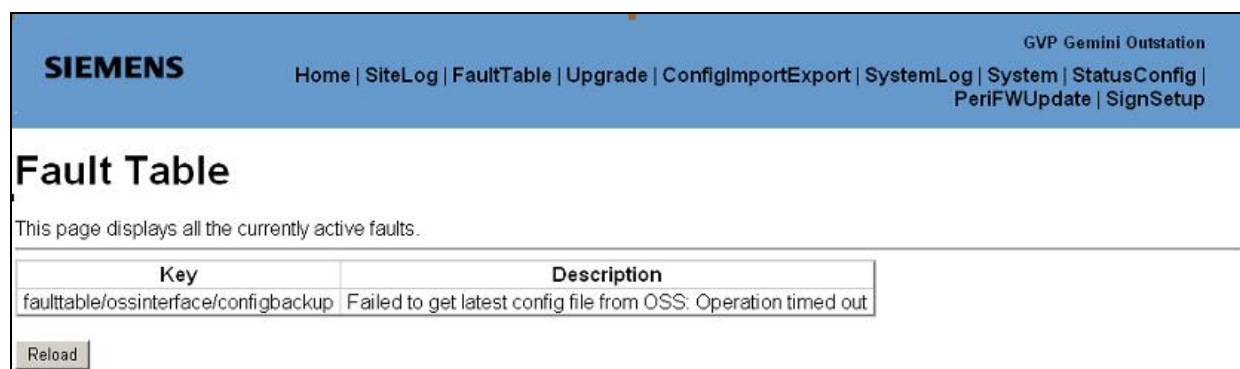 GVP Gemini Outstation
SIEMENS
Home | SiteLog | FaultTable | Upgrade | ConfigImportExport | SystemLog | System | StatusConfig |
PeriFWUpdate | SignSetup
Fault Table
This page displays all the currently active faults.
Key Description
faulttable/ossinterface/configbackup Failed to get latest config file from OSS: Operation timed out
Reload